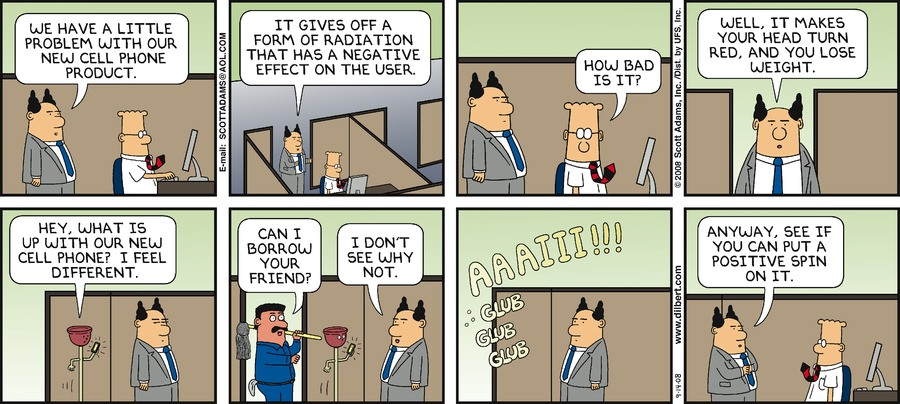 WE HAVE A LITTLE
PROBLEM WITH OUR
NEW CELL PHONE
PRODUCT.
E-mail: SCOTTADAMS@AOL.COM
IT GIVES OFF A
FORM OF RADIATION
THAT HAS A NEGATIVE
EFFECT ON THE USER.
HOW BAD
IS IT?
© 2008 Scott Adams, Inc. /Dist. by UFS, Inc.
WELL, IT MAKES
YOUR HEAD TURN
RED, AND YOU LOSE
WEIGHT.
HEY, WHAT IS
UP WITH OUR NEW
CELL PHONE? I FEEL
DIFFERENT.
CAN I
BORROW
YOUR
FRIEND?
I DON'T
SEE WHY
NOT.
AAAIII!!!
GLUB
GLUB
GLUB
www.dilbert.com
9-14-08
ANYWAY, SEE IF
YOU CAN PUT A
POSITIVE SPIN
ON IT.